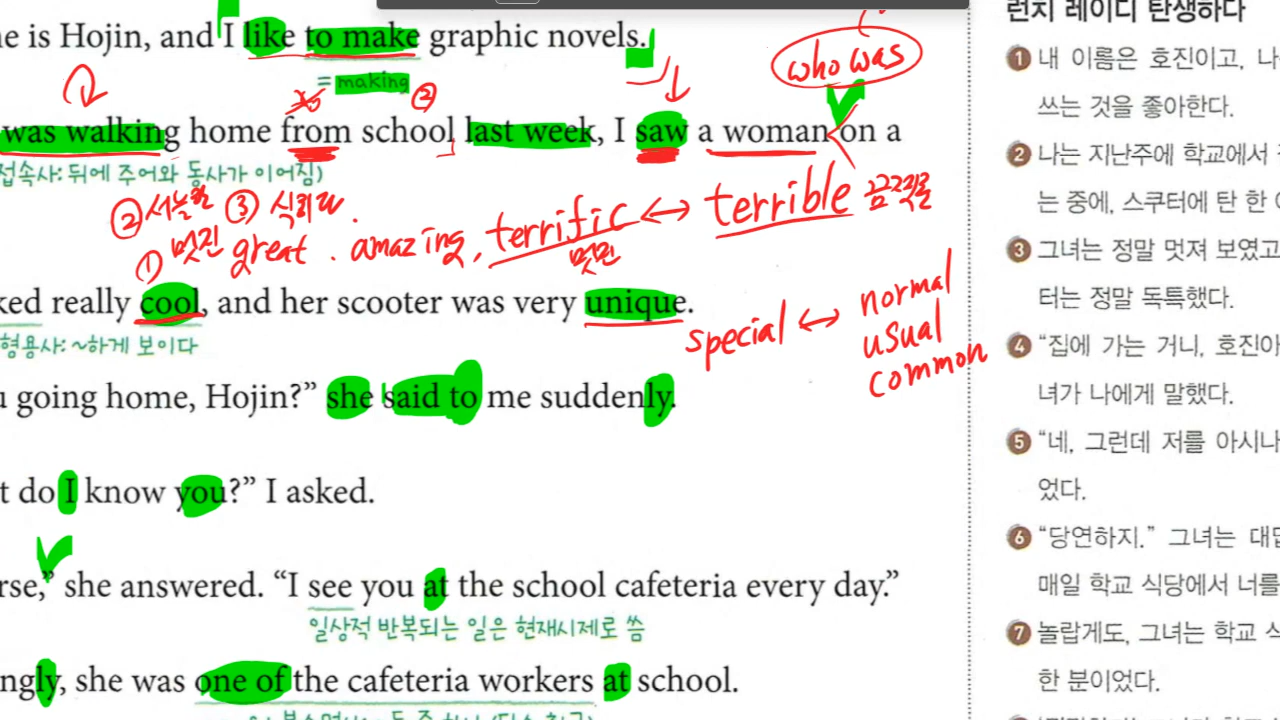 e is Hojin, and I like to make graphic novels.
= making
②
who was
was walking home from school last week, I saw a woman on a
접속사: 뒤에 주어와 동사가 이어짐)
② 서늘한 ③ 식히다.
① 멋진 great. amazing, terrific ↔ terrible 끔찍한
멋진
ked really cool, and her scooter was very unique.
형용사: ~하게 보이다
special ↔ normal
usual
common
u going home, Hojin?” she said to me suddenly.
t do I know you?” I asked.
rse,” she answered. “I see you at the school cafeteria every day.”
일상적 반복되는 일은 현재시제로 씀
ngly, she was one of the cafeteria workers at school.
런치 레이디 탄생하다
1 내 이름은 호진이고, 나
쓰는 것을 좋아한다.
2 나는 지난주에 학교에서
는 중에, 스쿠터에 탄 한
3 그녀는 정말 멋져 보였고
터는 정말 독특했다.
4 “집에 가는 거니, 호진아
녀가 나에게 말했다.
5 “네, 그런데 저를 아시나
었다.
6 “당연하지.” 그녀는 대답
매일 학교 식당에서 너를
7 놀랍게도, 그녀는 학교
한 분이었다.